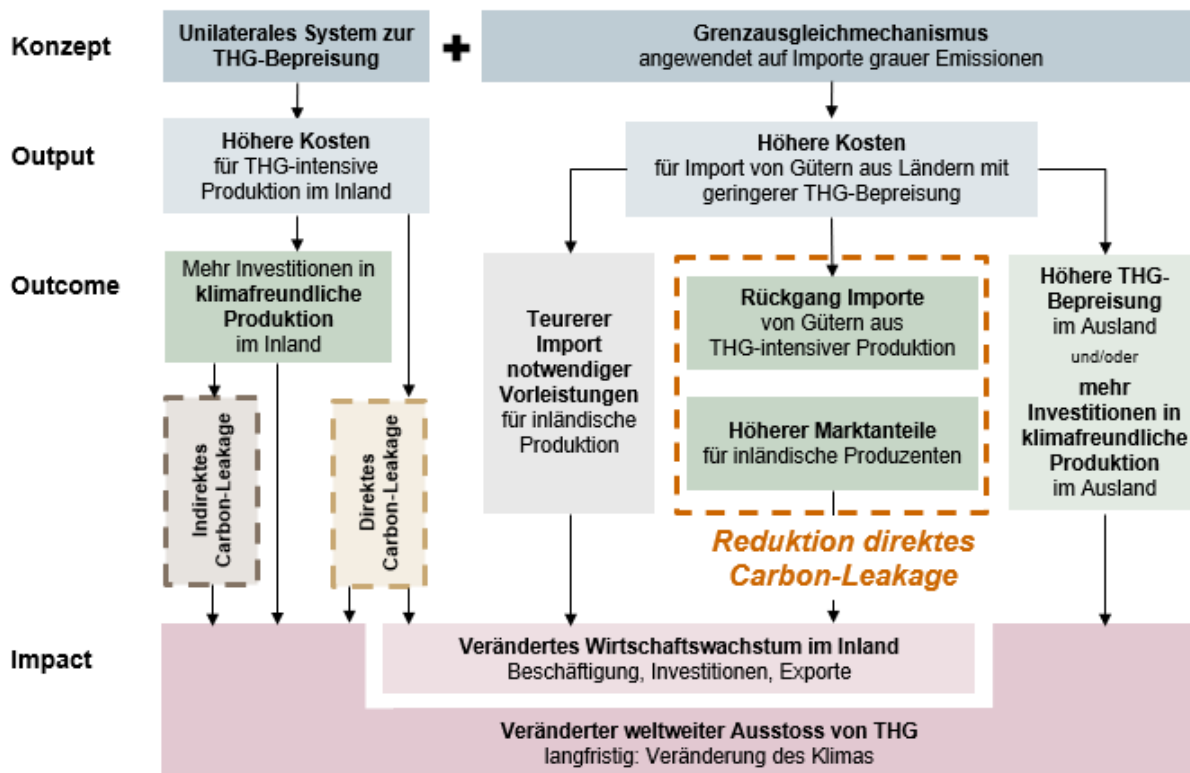 Konzept
Unilaterales System zur
THG-Bepreisung
+
Grenzausgleichmechanismus
angewendet auf Importe grauer Emissionen
Output
Höhere Kosten
für THG-intensive
Produktion im Inland
Höhere Kosten
für Import von Gütern aus Ländern mit
geringerer THG-Bepreisung
Outcome
Mehr Investitionen in
klimafreundliche
Produktion
im Inland
Indirektes
Carbon-Leakage
Direktes
Carbon-Leakage
Teurerer
Import
notwendiger
Vorleistungen
für inländische
Produktion
Rückgang Importe
von Gütern aus
THG-intensiver Produktion
Höherer Marktanteile
für inländische Produzenten
Reduktion direktes
Carbon-Leakage
Höhere THG-
Bepreisung
im Ausland
und/oder
mehr
Investitionen in
klimafreundliche
Produktion
im Ausland
Impact
Verändertes Wirtschaftswachstum im Inland
Beschäftigung, Investitionen, Exporte
Veränderter weltweiter Ausstoss von THG
langfristig: Veränderung des Klimas